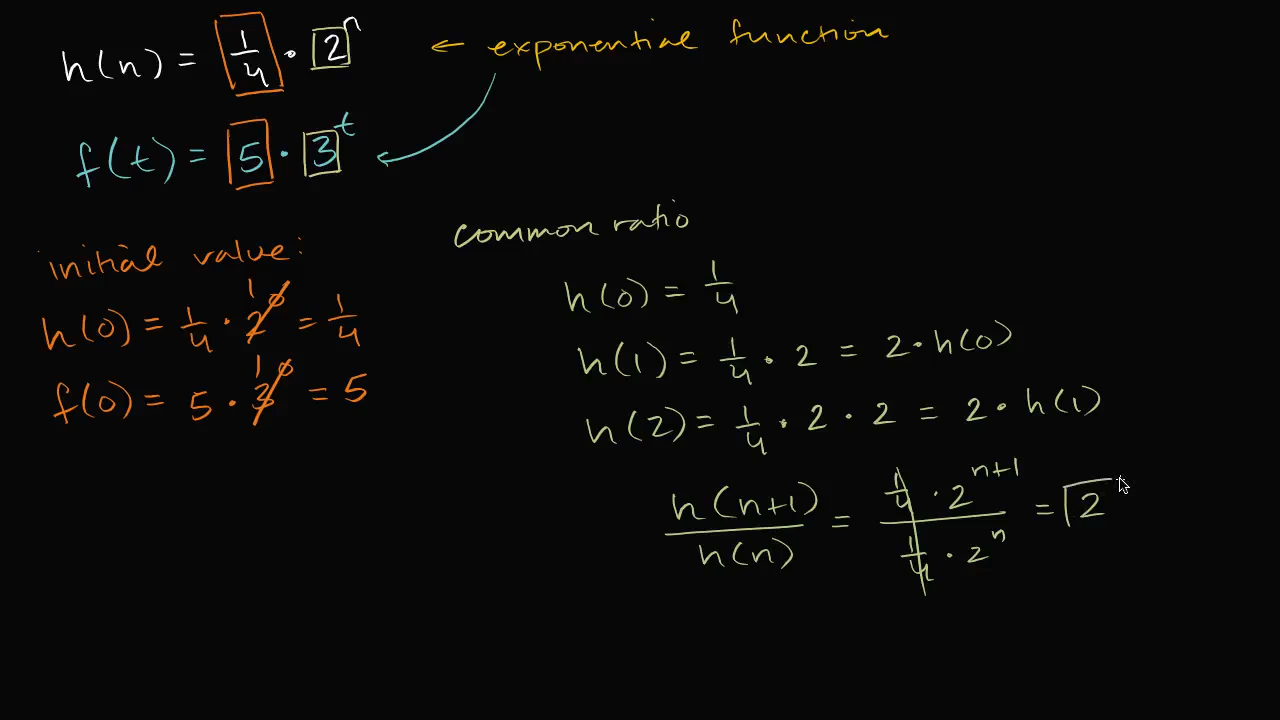 h(n) = 1/4 · 2^n ← exponential function
f(t) = 5 · 3^t
initial value:
h(0) = 1/4 · 2^0 1 = 1/4
f(0) = 5 · 3^0 1 = 5
common ratio
h(0) = 1/4
h(1) = 1/4 · 2 = 2 · h(0)
h(2) = 1/4 · 2 · 2 = 2 · h(1)
h(n+1)/h(n) = (1/4 · 2^(n+1))/(1/4 · 2^n) = 2